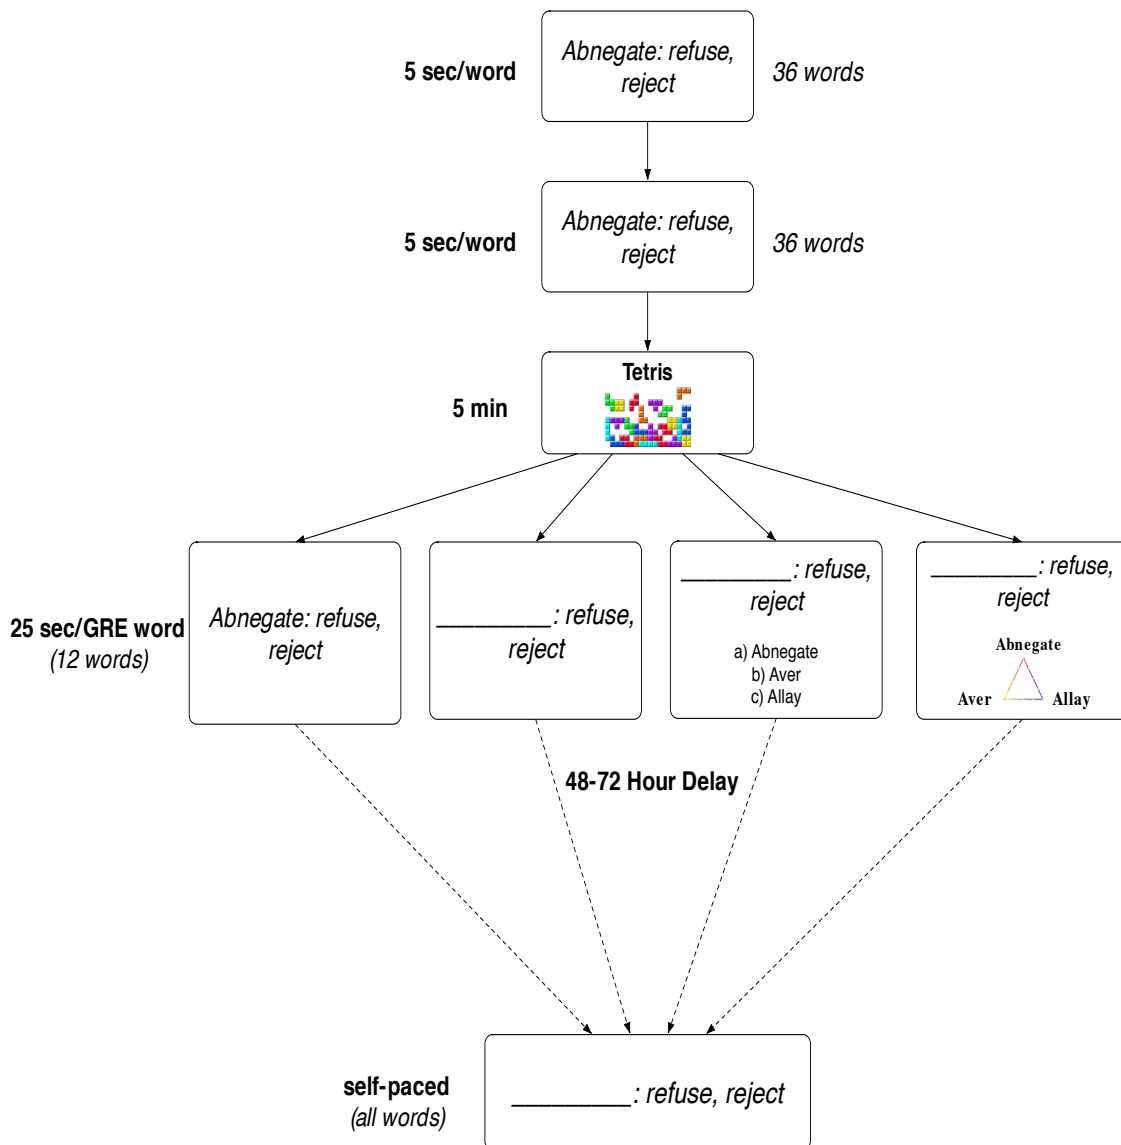 5 sec/word
Abnegate: refuse,
reject
36 words
5 sec/word
Abnegate: refuse,
reject
36 words
5 min
Tetris
25 sec/GRE word
(12 words)
Abnegate: refuse,
reject
_________: refuse,
reject
_________: refuse,
reject
a) Abnegate
b) Aver
c) Allay
_________: refuse,
reject
Abnegate
Aver
Allay
48-72 Hour Delay
self-paced
(all words)
_________: refuse, reject